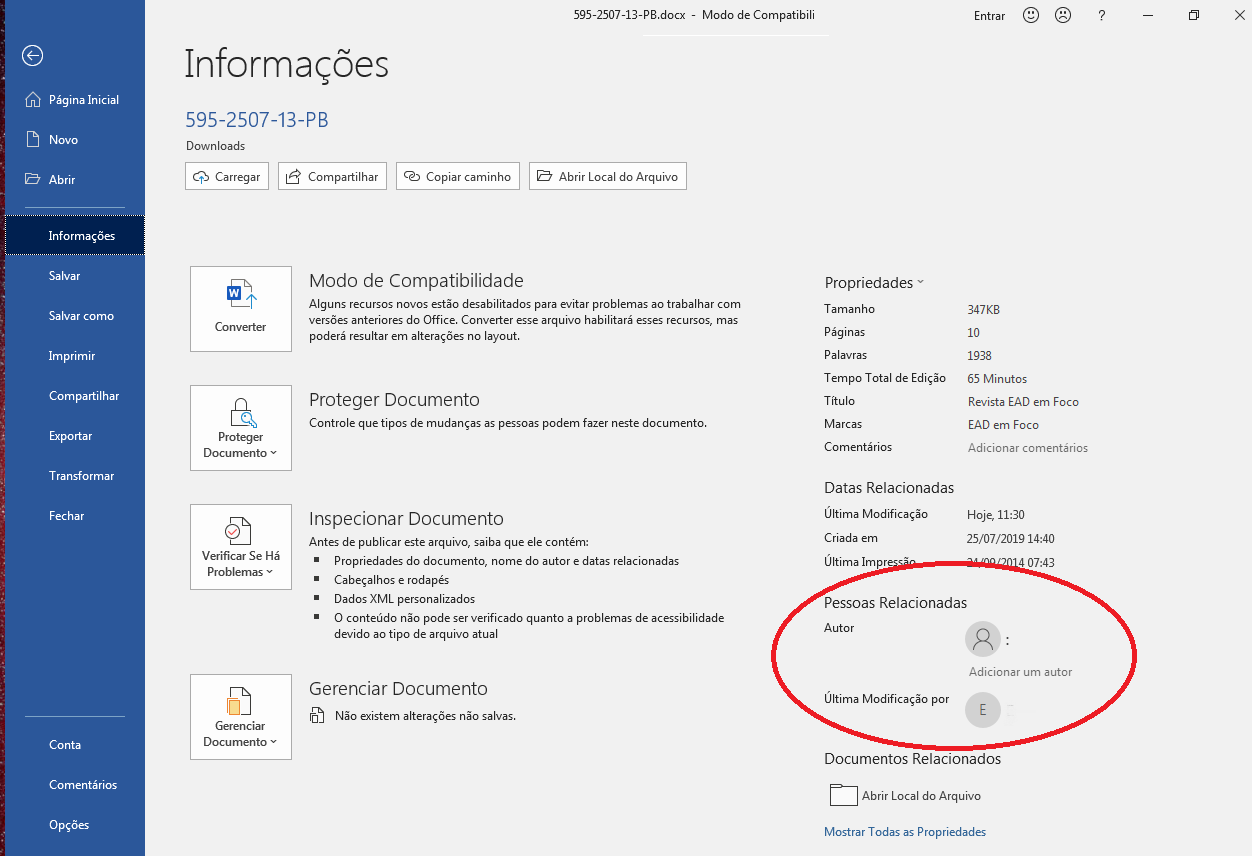 595-2507-13-PB.docx - Modo de Compatibili
Entrar
?
Informações
595-2507-13-PB
Downloads
Carregar
Compartilhar
Copiar caminho
Abrir Local do Arquivo
Página Inicial
Novo
Abrir
Informações
Salvar
Salvar como
Imprimir
Compartilhar
Exportar
Transformar
Fechar
Conta
Comentários
Opções
W
Converter
Modo de Compatibilidade
Alguns recursos novos estão desabilitados para evitar problemas ao trabalhar com
versões anteriores do Office. Converter esse arquivo habilitará esses recursos, mas
poderá resultar em alterações no layout.
Proteger
Documento
Proteger Documento
Controle que tipos de mudanças as pessoas podem fazer neste documento.
Verificar Se Há
Problemas
Inspecionar Documento
Antes de publicar este arquivo, saiba que ele contém:
Propriedades do documento, nome do autor e datas relacionadas
Cabeçalhos e rodapés
Dados XML personalizados
O conteúdo não pode ser verificado quanto a problemas de acessibilidade
devido ao tipo de arquivo atual
Gerenciar
Documento
Gerenciar Documento
Não existem alterações não salvas.
Propriedades
Tamanho 347KB
Páginas 10
Palavras 1938
Tempo Total de Edição 65 Minutos
Título Revista EAD em Foco
Marcas EAD em Foco
Comentários Adicionar comentários
Datas Relacionadas
Última Modificação Hoje, 11:30
Criada em 25/07/2019 14:40
Última Impressão 24/09/2014 07:43
Pessoas Relacionadas
Autor :
Adicionar um autor
Última Modificação por E
Documentos Relacionados
Abrir Local do Arquivo
Mostrar Todas as Propriedades